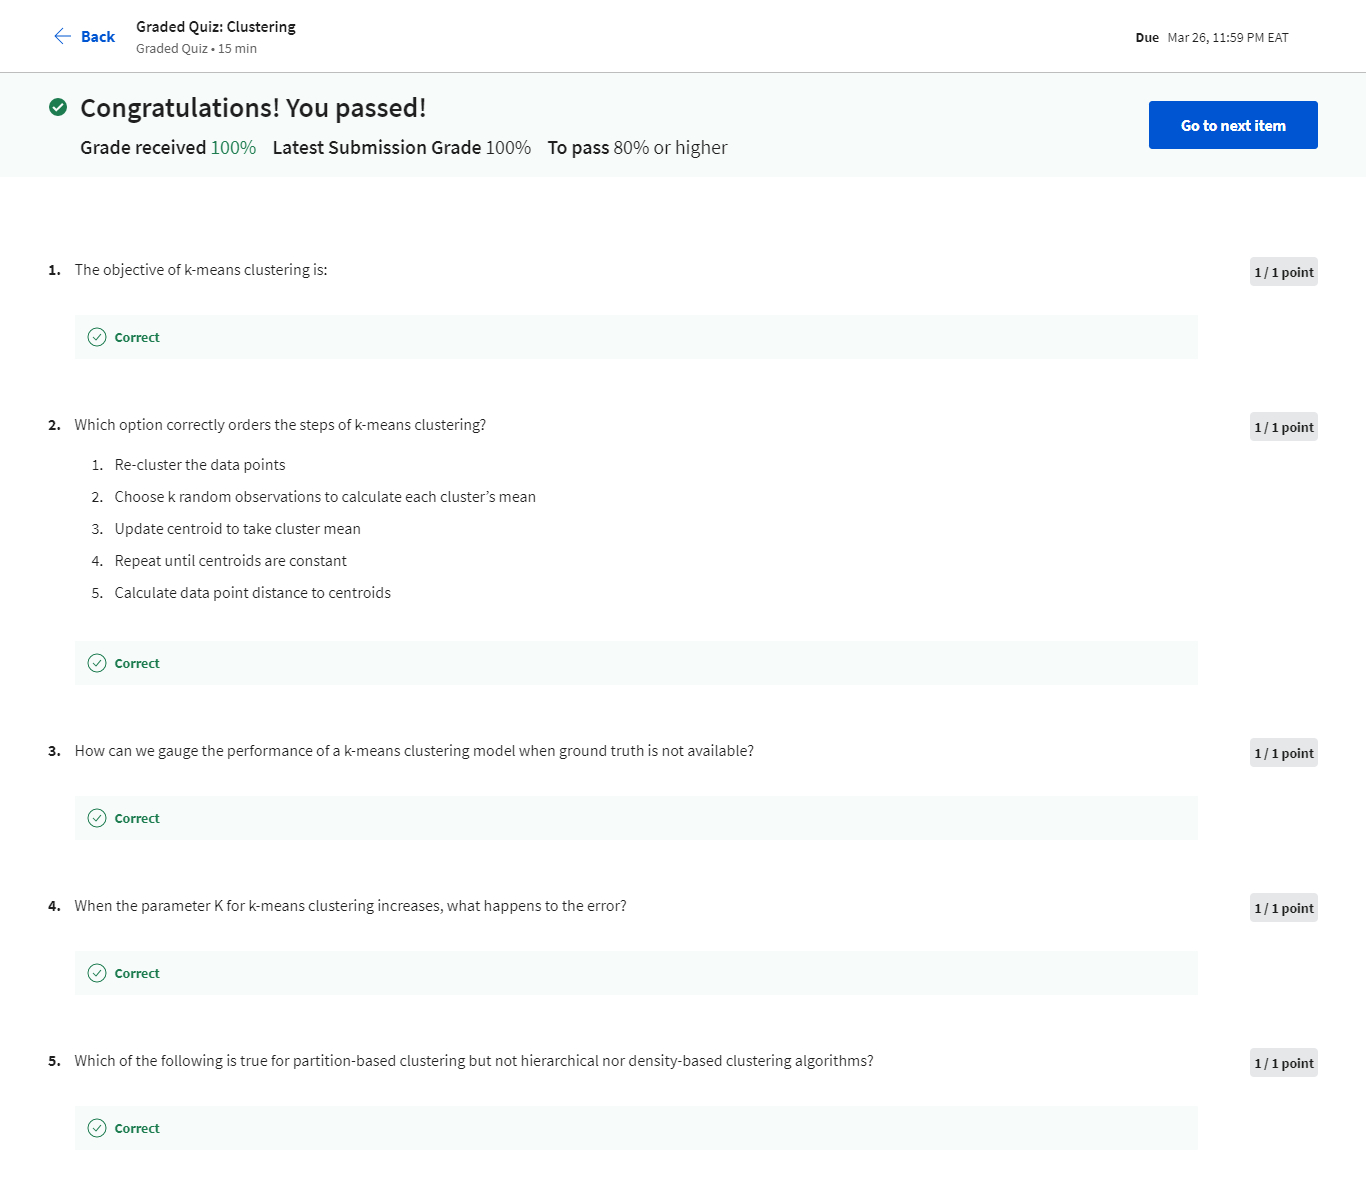 Back
Graded Quiz: Clustering
Graded Quiz • 15 min
Due Mar 26, 11:59 PM EAT
Congratulations! You passed!
Grade received 100% Latest Submission Grade 100% To pass 80% or higher
Go to next item
1. The objective of k-means clustering is:
1 / 1 point
Correct
2. Which option correctly orders the steps of k-means clustering?
1 / 1 point
1. Re-cluster the data points
2. Choose k random observations to calculate each cluster’s mean
3. Update centroid to take cluster mean
4. Repeat until centroids are constant
5. Calculate data point distance to centroids
Correct
3. How can we gauge the performance of a k-means clustering model when ground truth is not available?
1 / 1 point
Correct
4. When the parameter K for k-means clustering increases, what happens to the error?
1 / 1 point
Correct
5. Which of the following is true for partition-based clustering but not hierarchical nor density-based clustering algorithms?
1 / 1 point
Correct